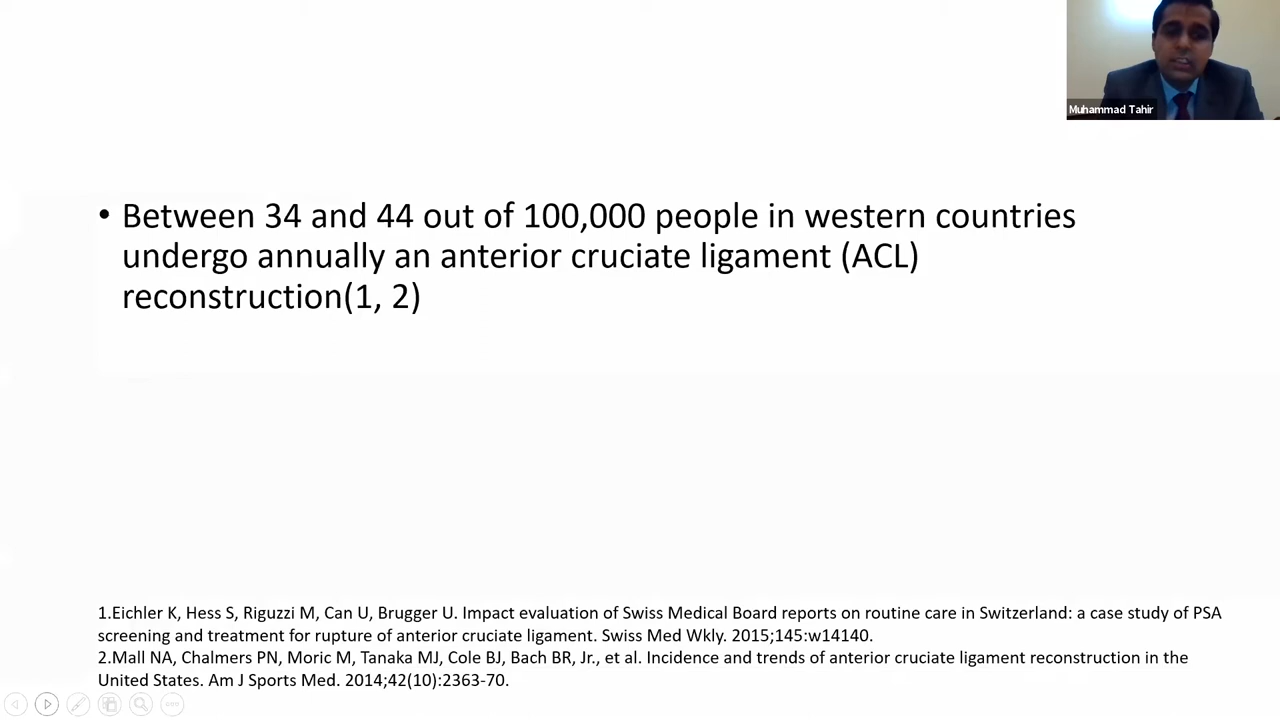 Muhammad Tahir
• Between 34 and 44 out of 100,000 people in western countries
undergo annually an anterior cruciate ligament (ACL)
reconstruction(1, 2)
1.Eichler K, Hess S, Riguzzi M, Can U, Brugger U. Impact evaluation of Swiss Medical Board reports on routine care in Switzerland: a case study of PSA
screening and treatment for rupture of anterior cruciate ligament. Swiss Med Wkly. 2015;145:w14140.
2.Mall NA, Chalmers PN, Moric M, Tanaka MJ, Cole BJ, Bach BR, Jr., et al. Incidence and trends of anterior cruciate ligament reconstruction in the
United States. Am J Sports Med. 2014;42(10):2363-70.